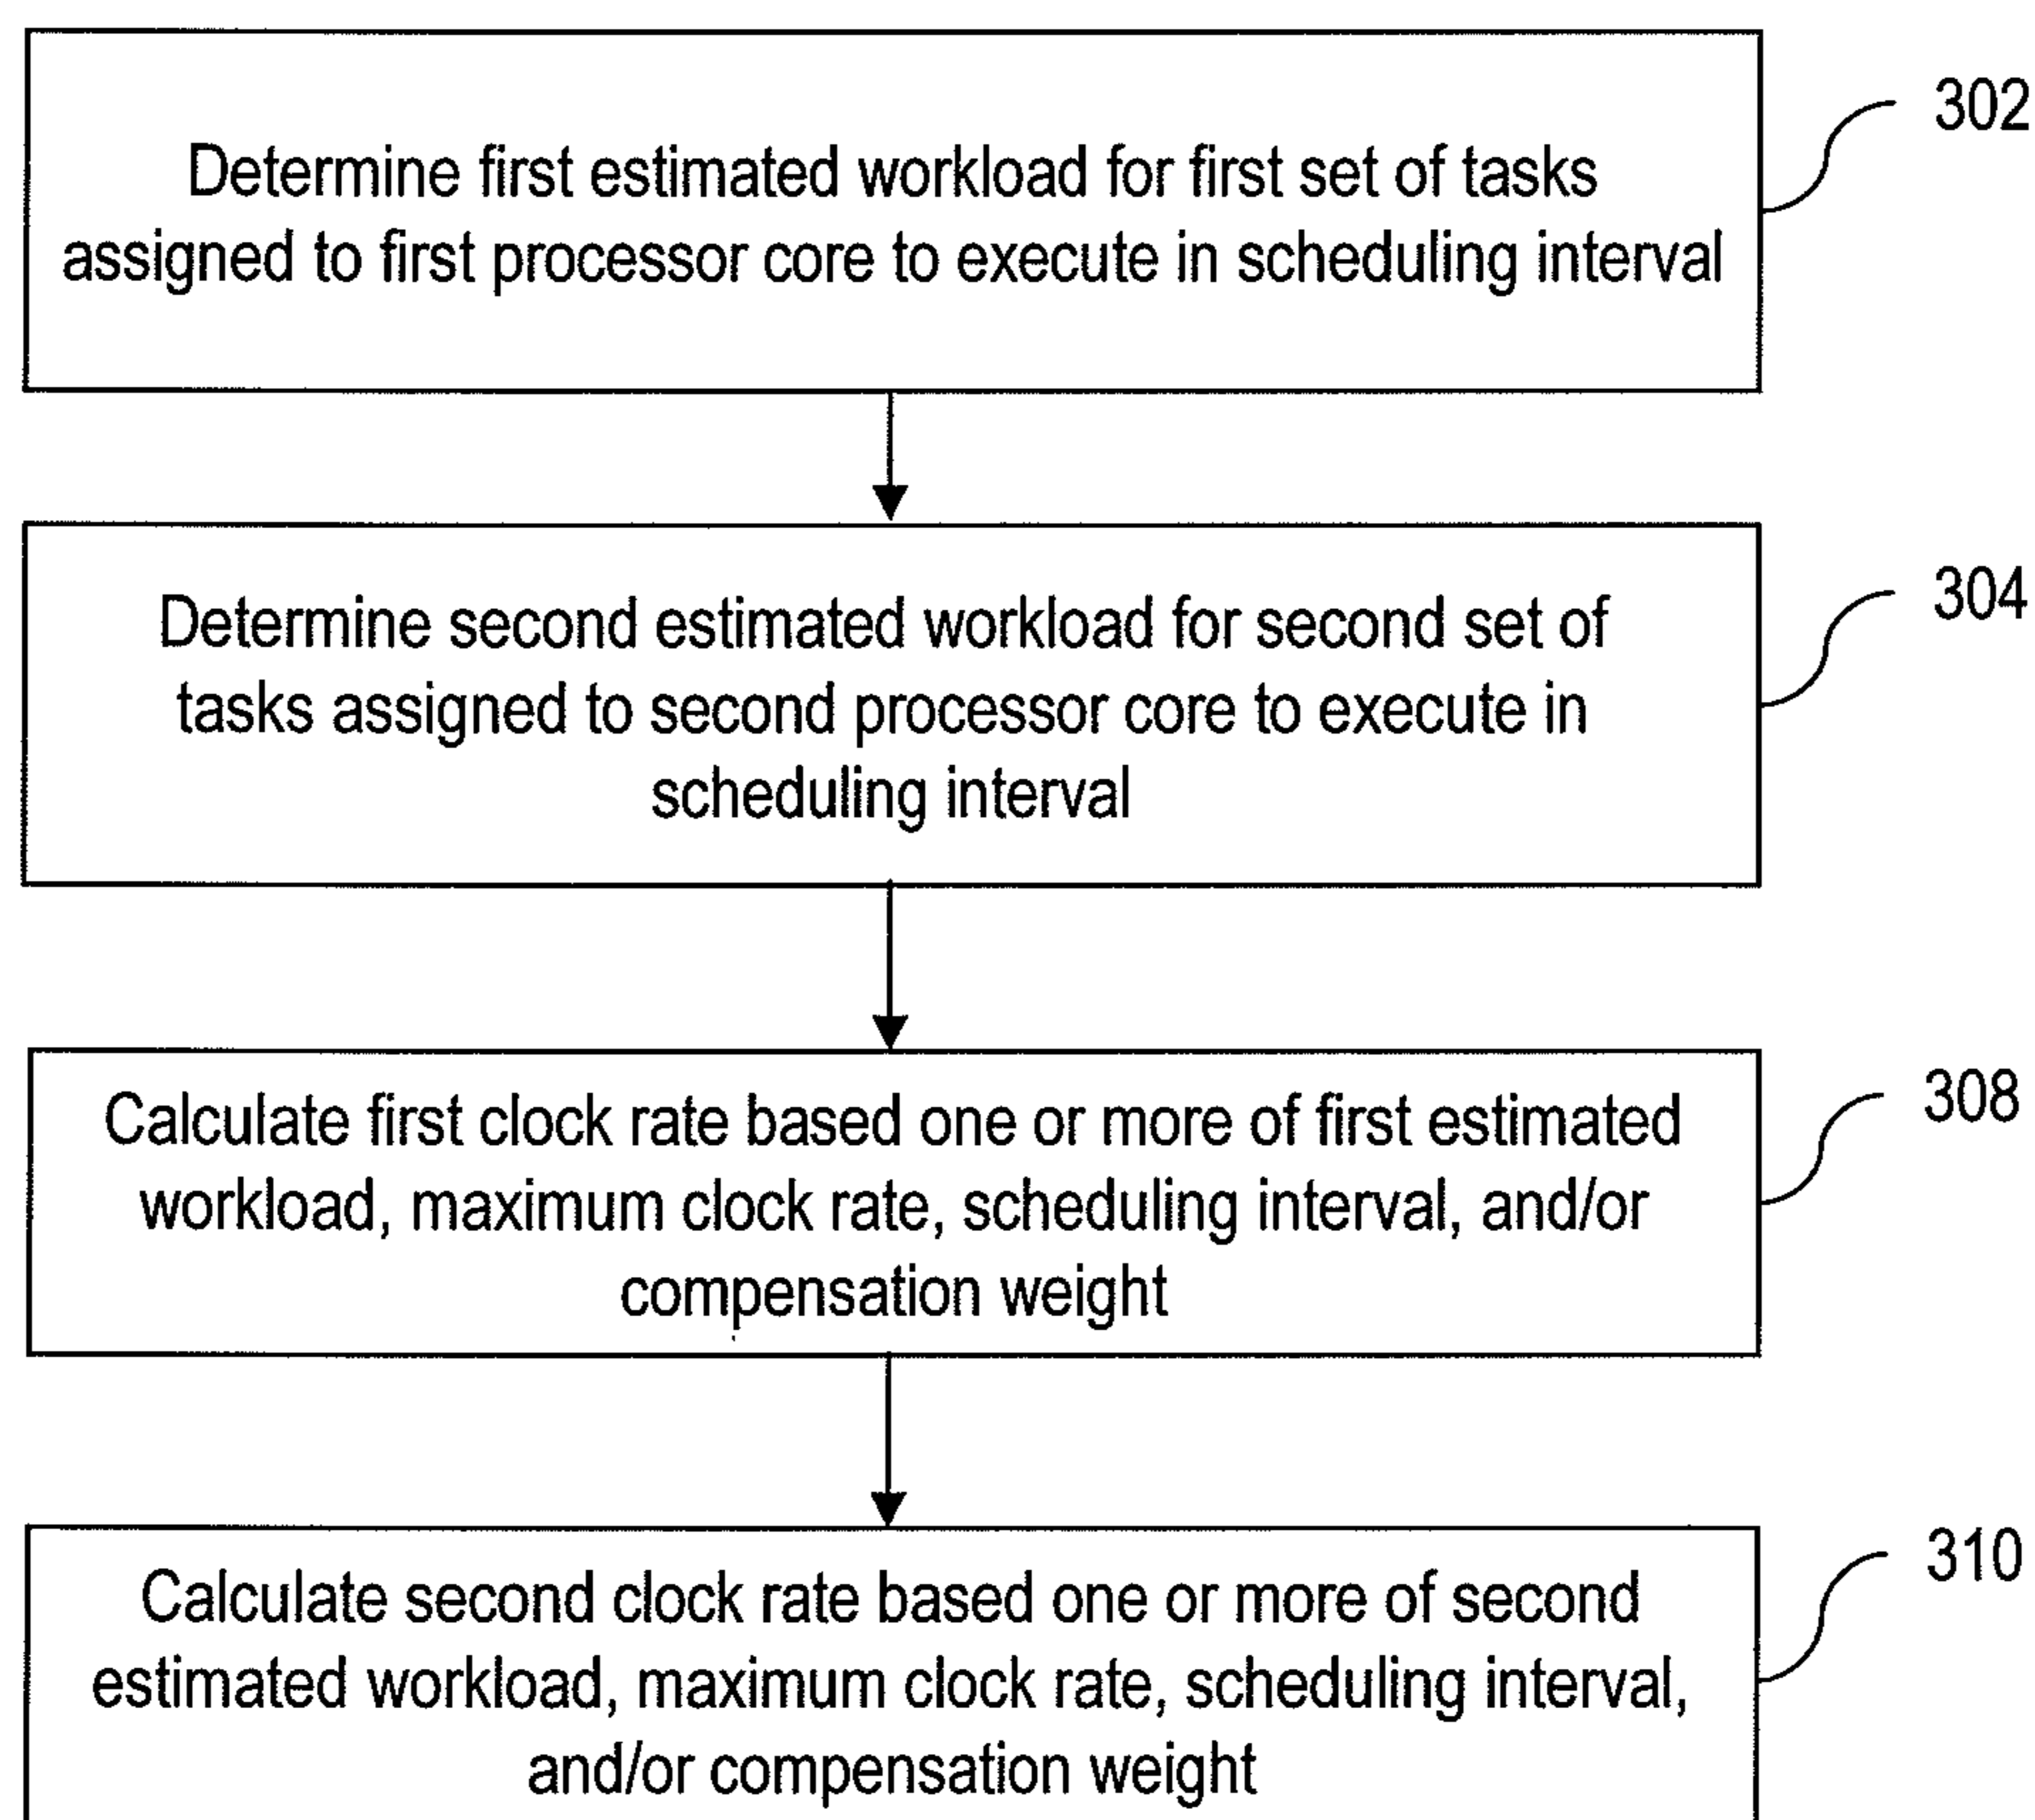 302
Determine first estimated workload for first set of tasks
assigned to first processor core to execute in scheduling interval
304
Determine second estimated workload for second set of
tasks assigned to second processor core to execute in
scheduling interval
308
Calculate first clock rate based one or more of first estimated
workload, maximum clock rate, scheduling interval, and/or
compensation weight
310
Calculate second clock rate based one or more of second
estimated workload, maximum clock rate, scheduling interval,
and/or compensation weight